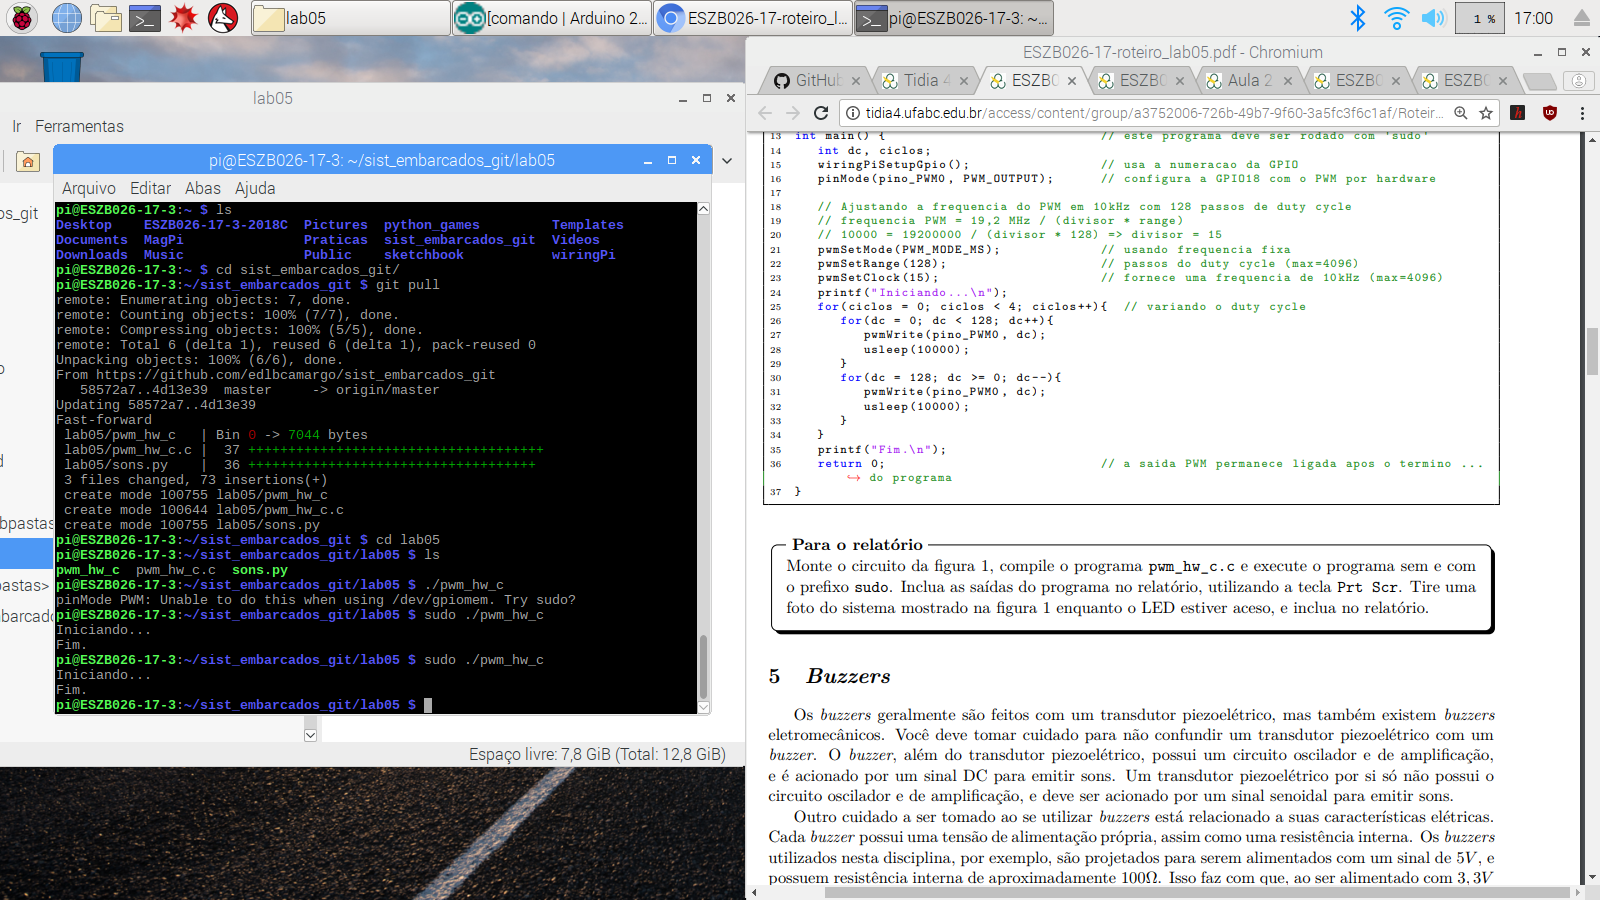 lab05
[comando | Arduino 2...
ESZB026-17-roteiro_l...
pi@ESZB026-17-3: ~...
1 %
17:00
lab05
Ir Ferramentas
os_git
bpastas
pastas>
Espaço livre: 7,8 GiB (Total: 12,8 GiB)
pi@ESZB026-17-3: ~/sist_embarcados_git/lab05
Arquivo Editar Abas Ajuda
pi@ESZB026-17-3:~ $ ls
Desktop ESZB026-17-3-2018C Pictures python_games Templates
Documents MagPi Praticas sist_embarcados_git Videos
Downloads Music Public sketchbook wiringPi
pi@ESZB026-17-3:~ $ cd sist_embarcados_git/
pi@ESZB026-17-3:~/sist_embarcados_git $ git pull
remote: Enumerating objects: 7, done.
remote: Counting objects: 100% (7/7), done.
remote: Compressing objects: 100% (5/5), done.
remote: Total 6 (delta 1), reused 6 (delta 1), pack-reused 0
Unpacking objects: 100% (6/6), done.
From https://github.com/edlbcamargo/sist_embarcados_git
58572a7..4d13e39 master -> origin/master
Updating 58572a7..4d13e39
Fast-forward
lab05/pwm_hw_c | Bin 0 -> 7044 bytes
lab05/pwm_hw_c.c | 37 +++++++++++++++++++++++++++++++++++++
lab05/sons.py | 36 ++++++++++++++++++++++++++++++++++++
3 files changed, 73 insertions(+)
create mode 100755 lab05/pwm_hw_c
create mode 100644 lab05/pwm_hw_c.c
create mode 100755 lab05/sons.py
pi@ESZB026-17-3:~/sist_embarcados_git $ cd lab05
pi@ESZB026-17-3:~/sist_embarcados_git/lab05 $ ls
pwm_hw_c pwm_hw_c.c sons.py
pi@ESZB026-17-3:~/sist_embarcados_git/lab05 $ ./pwm_hw_c
pinMode PWM: Unable to do this when using /dev/gpiomem. Try sudo?
pi@ESZB026-17-3:~/sist_embarcados_git/lab05 $ sudo ./pwm_hw_c
Iniciando...
Fim.
pi@ESZB026-17-3:~/sist_embarcados_git/lab05 $ sudo ./pwm_hw_c
Iniciando...
Fim.
pi@ESZB026-17-3:~/sist_embarcados_git/lab05 $
ESZB026-17-roteiro_lab05.pdf - Chromium
GitHub Tidia 4 ESZB0 ESZB0 Aula 2 ESZB0 ESZB0
tidia4.ufabc.edu.br/access/content/group/a3752006-726b-49b7-9f60-3a5fc3f6c1af/Roteir...
13 int main() { // este programa deve ser rodado com 'sudo'
14 int dc, ciclos;
15 wiringPiSetupGpio(); // usa a numeracao da GPIO
16 pinMode(pino_PWM0, PWM_OUTPUT); // configura a GPIO18 com o PWM por hardware
17
18 // Ajustando a frequencia do PWM em 10kHz com 128 passos de duty cycle
19 // frequencia PWM = 19,2 MHz / (divisor * range)
20 // 10000 = 19200000 / (divisor * 128) => divisor = 15
21 pwmSetMode(PWM_MODE_MS); // usando frequencia fixa
22 pwmSetRange(128); // passos do duty cycle (max=4096)
23 pwmSetClock(15); // fornece uma frequencia de 10kHz (max=4096)
24 printf("Iniciando...\n");
25 for(ciclos = 0; ciclos < 4; ciclos++){ // variando o duty cycle
26 for(dc = 0; dc < 128; dc++){
27 pwmWrite(pino_PWM0, dc);
28 usleep(10000);
29 }
30 for(dc = 128; dc >= 0; dc--){
31 pwmWrite(pino_PWM0, dc);
32 usleep(10000);
33 }
34 }
35 printf("Fim.\n");
36 return 0; // a saida PWM permanece ligada apos o termino ...
↪ do programa
37 }
Para o relatório
Monte o circuito da figura 1, compile o programa pwm_hw_c.c e execute o programa sem e com
o prefixo sudo. Inclua as saídas do programa no relatório, utilizando a tecla Prt Scr. Tire uma
foto do sistema mostrado na figura 1 enquanto o LED estiver aceso, e inclua no relatório.
5 Buzzers
Os buzzers geralmente são feitos com um transdutor piezoelétrico, mas também existem buzzers
eletromecânicos. Você deve tomar cuidado para não confundir um transdutor piezoelétrico com um
buzzer. O buzzer, além do transdutor piezoelétrico, possui um circuito oscilador e de amplificação,
e é acionado por um sinal DC para emitir sons. Um transdutor piezoelétrico por si só não possui o
circuito oscilador e de amplificação, e deve ser acionado por um sinal senoidal para emitir sons.
Outro cuidado a ser tomado ao se utilizar buzzers está relacionado a suas características elétricas.
Cada buzzer possui uma tensão de alimentação própria, assim como uma resistência interna. Os buzzers
utilizados nesta disciplina, por exemplo, são projetados para serem alimentados com um sinal de 5V, e
possuem resistência interna de aproximadamente 100Ω. Isso faz com que, ao ser alimentado com 3,3V